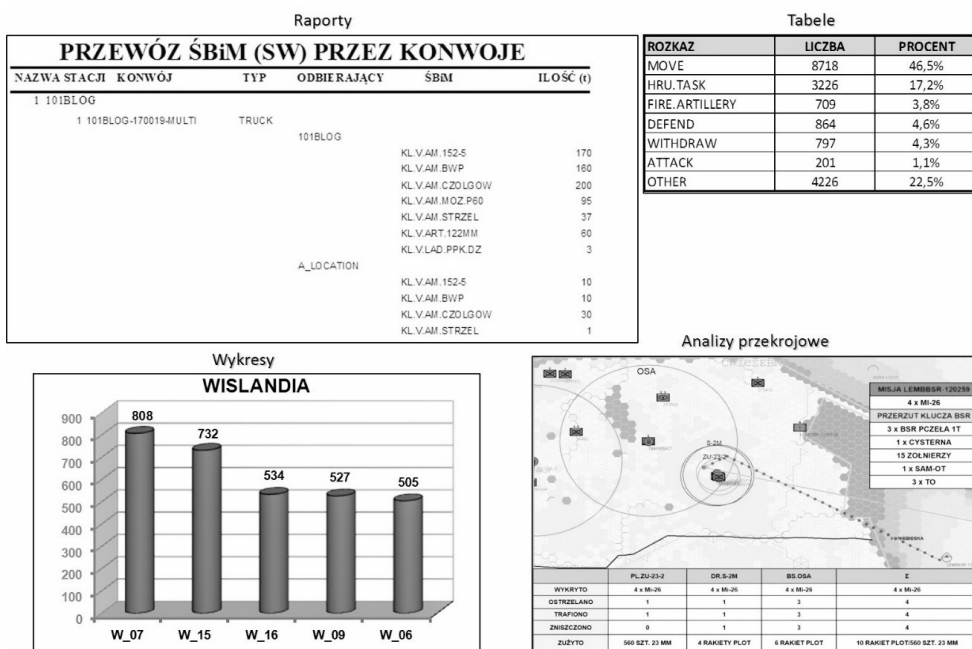 Raporty
PRZEWÓZ ŚBiM (SW) PRZEZ KONWOJE
NAZWA STACJI KONWÓJ TYP ODBIERAJĄCY ŚBiM ILOŚĆ (t)
1 101BLOG
1 101BLOG-170019-MULTI TRUCK
101BLOG
KL.V.AM.152-5 170
KL.V.AM.BWP 160
KL.V.AM.CZOLGOW 200
KL.V.AM.MOZ.P60 95
KL.V.AM.STRZEL 37
KL.V.ART.122MM 60
KL.V.LAD.PPK.DZ 3
A_LOCATION
KL.V.AM.152-5 10
KL.V.AM.BWP 10
KL.V.AM.CZOLGOW 30
KL.V.AM.STRZEL 1
Tabele
ROZKAZ LICZBA PROCENT
MOVE 8718 46,5%
HRU.TASK 3226 17,2%
FIRE.ARTILLERY 709 3,8%
DEFEND 864 4,6%
WITHDRAW 797 4,3%
ATTACK 201 1,1%
OTHER 4226 22,5%
Wykresy
WISLANDIA
900
800
700
600
500
400
300
200
100
0
808 732 534 527 505
W_07 W_15 W_16 W_09 W_06
Analizy przekrojowe
OSA
S-2M
ZU-23-2
MISJA LEMBBSR-120259
4 x MI-26
PRZERZUT KLUCZA BSR
3 x BSR PCZEŁA 1T
1 x CYSTERNA
15 ŻOŁNIERZY
1 x SAM-OT
3 x TO
PL.ZU-23-2 DR.S-2M BS.OSA Σ
WYKRYTO 4 x Mi-26 4 x Mi-26 4 x Mi-26 4 x Mi-26
OSTRZELANO 1 1 3 4
TRAFIONO 1 1 3 4
ZNISZCZONO 0 1 3 4
ZUŻYTO 560 SZT. 23 MM 4 RAKIETY PLOT 6 RAKIET PLOT 10 RAKIET PLOT/560 SZT. 23 MM